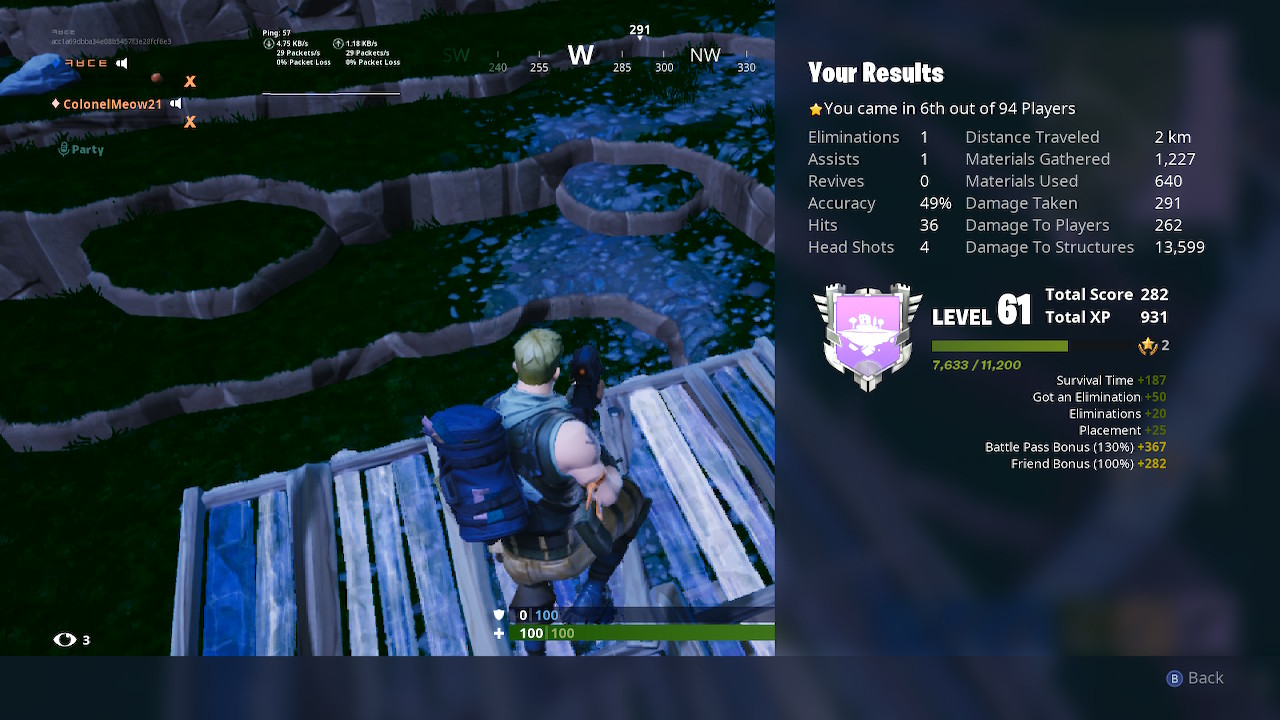 ㅋㅂㄷㄷ
Ping: 57
4.75 KB/s 1.18 KB/s
29 Packets/s 29 Packets/s
0% Packet Loss 0% Packet Loss
291
SW W NW
240 255 285 300 330
X
ColonelMeow21
X
Party
3
0 | 100
100 | 100
Your Results
You came in 6th out of 94 Players
Eliminations 1 Distance Traveled 2 km
Assists 1 Materials Gathered 1,227
Revives 0 Materials Used 640
Accuracy 49% Damage Taken 291
Hits 36 Damage To Players 262
Head Shots 4 Damage To Structures 13,599
LEVEL 61
Total Score 282
Total XP 931
2
7,633 / 11,200
Survival Time +187
Got an Elimination +50
Eliminations +20
Placement +25
Battle Pass Bonus (130%) +367
Friend Bonus (100%) +282
B Back